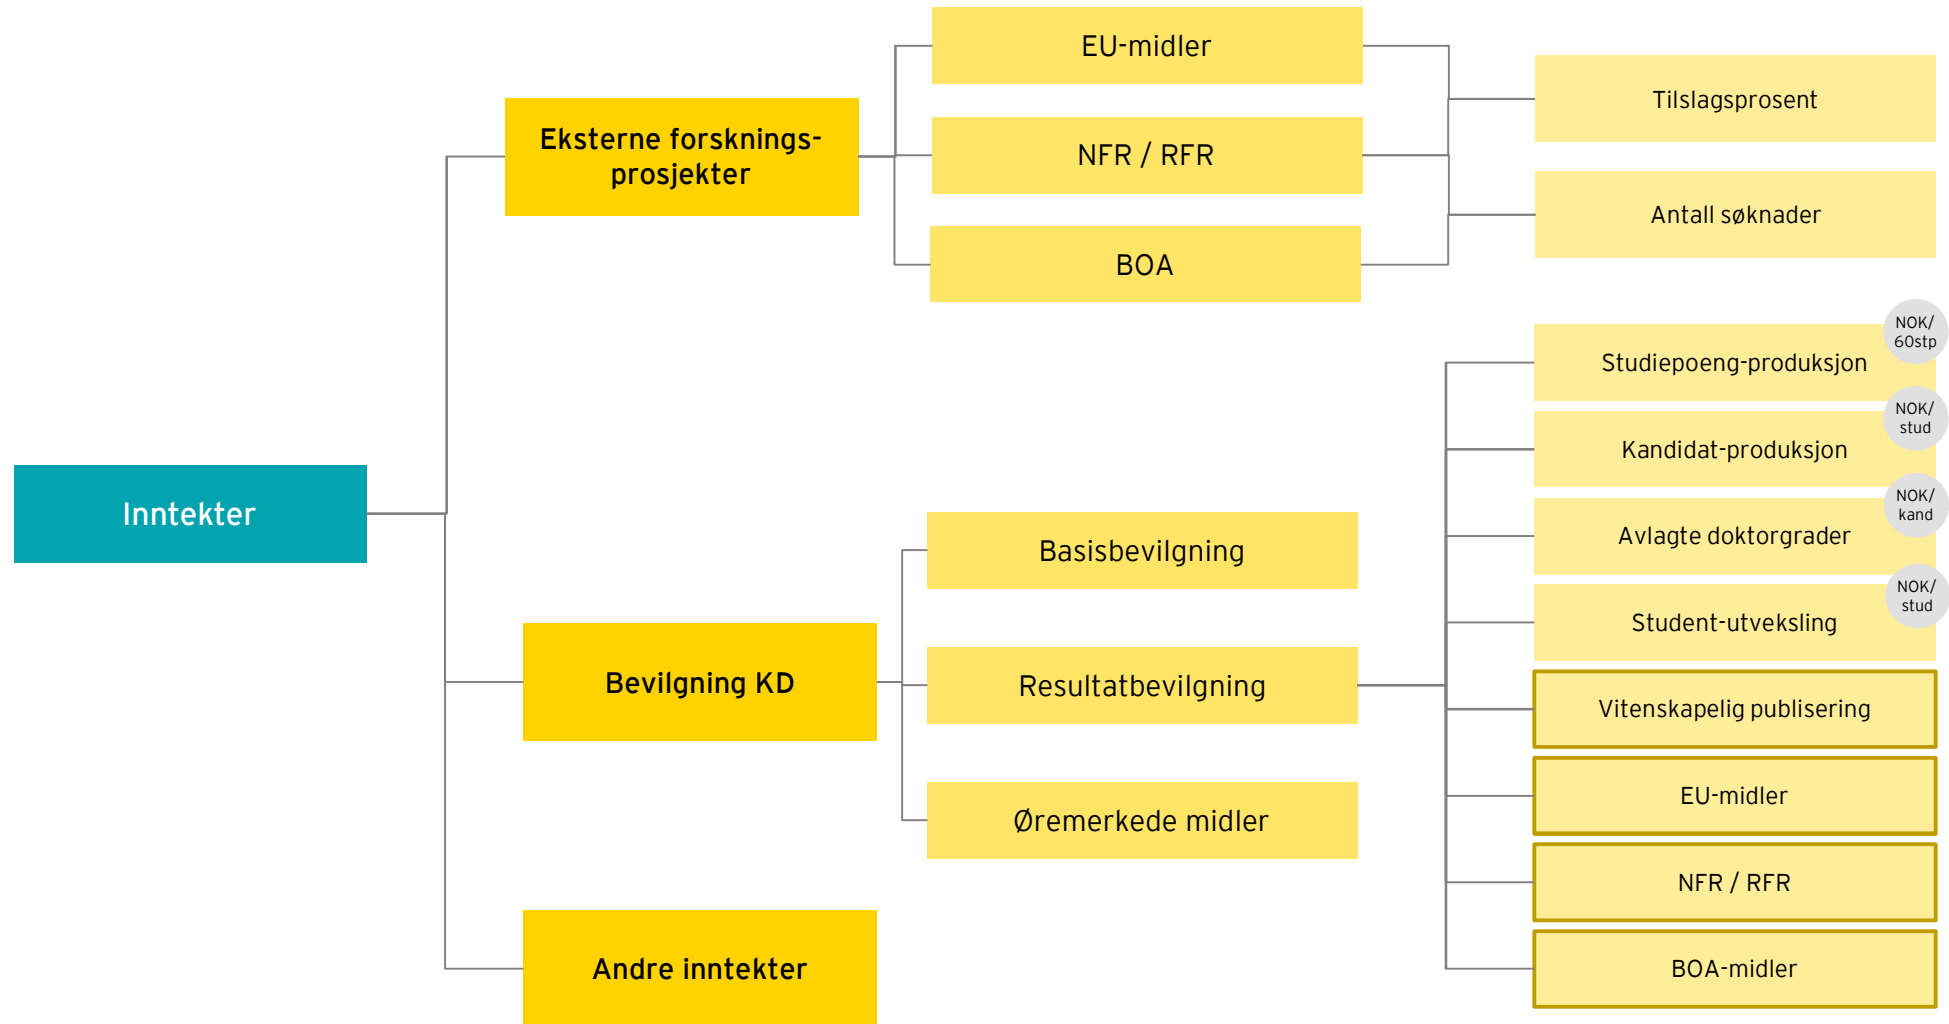 Inntekter
Eksterne forsknings-
prosjekter
EU-midler
NFR / RFR
BOA
Tilslagsprosent
Antall søknader
Bevilgning KD
Basisbevilgning
Resultatbevilgning
Øremerkede midler
Studiepoeng-produksjon
NOK/
60stp
Kandidat-produksjon
NOK/
stud
Avlagte doktorgrader
NOK/
kand
Student-utveksling
NOK/
stud
Vitenskapelig publisering
EU-midler
NFR / RFR
BOA-midler
Andre inntekter